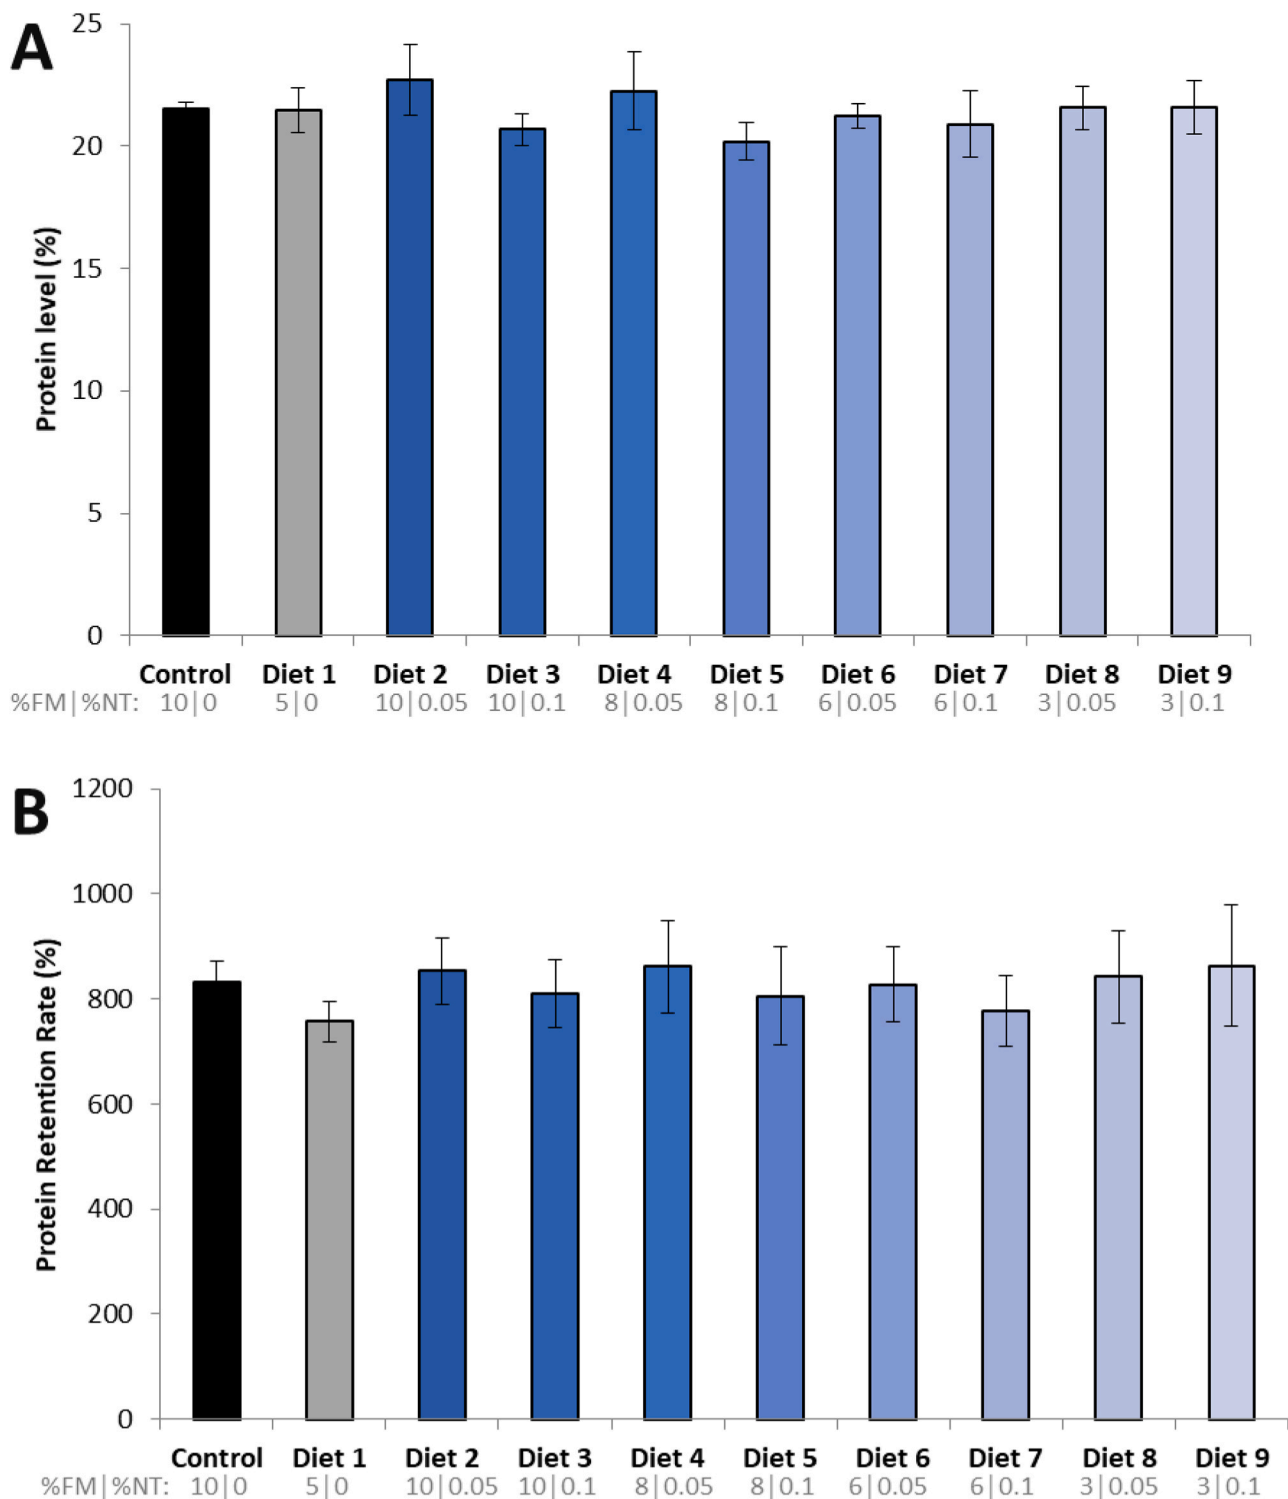 A
25
20
15
10
5
0
Protein level (%)
Control Diet 1 Diet 2 Diet 3 Diet 4 Diet 5 Diet 6 Diet 7 Diet 8 Diet 9
%FM|%NT: 10|0 5|0 10|0.05 10|0.1 8|0.05 8|0.1 6|0.05 6|0.1 3|0.05 3|0.1
B
1200
1000
800
600
400
200
0
Protein Retention Rate (%)
Control Diet 1 Diet 2 Diet 3 Diet 4 Diet 5 Diet 6 Diet 7 Diet 8 Diet 9
%FM|%NT: 10|0 5|0 10|0.05 10|0.1 8|0.05 8|0.1 6|0.05 6|0.1 3|0.05 3|0.1